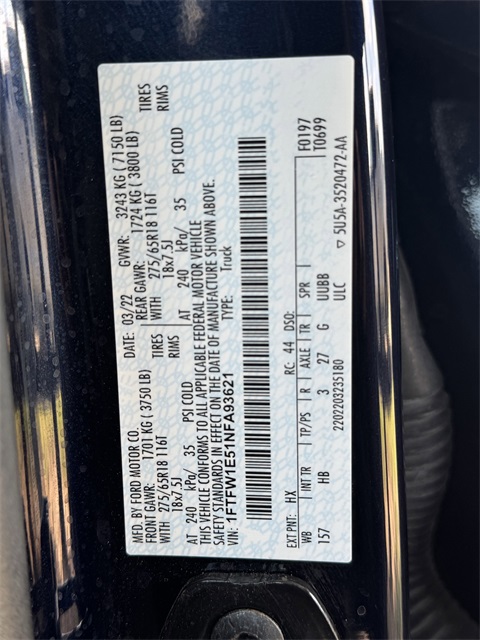 MFD. BY FORD MOTOR CO. DATE: 03/22 GVWR: 3243 KG ( 7150 LB)
FRONT GAWR: 1701 KG ( 3750 LB) REAR GAWR: 1724 KG ( 3800 LB)
WITH 275/65R18 116T TIRES WITH 275/65R18 116T TIRES
18x7.5J RIMS 18x7.5J RIMS
AT 240 kPa/ 35 PSI COLD AT 240 kPa/ 35 PSI COLD
THIS VEHICLE CONFORMS TO ALL APPLICABLE FEDERAL MOTOR VEHICLE
SAFETY STANDARDS IN EFFECT ON THE DATE OF MANUFACTURE SHOWN ABOVE.
VIN: 1FTFW1E51NFA93621 TYPE: Truck
F0197
EXT PNT: HX RC: 44 DSO: T0699
WB TP/PS R AXLE TR SPR
157 HB 3 27 G UUBB ▽ 5U5A-3520472-AA
2202203235180 ULC